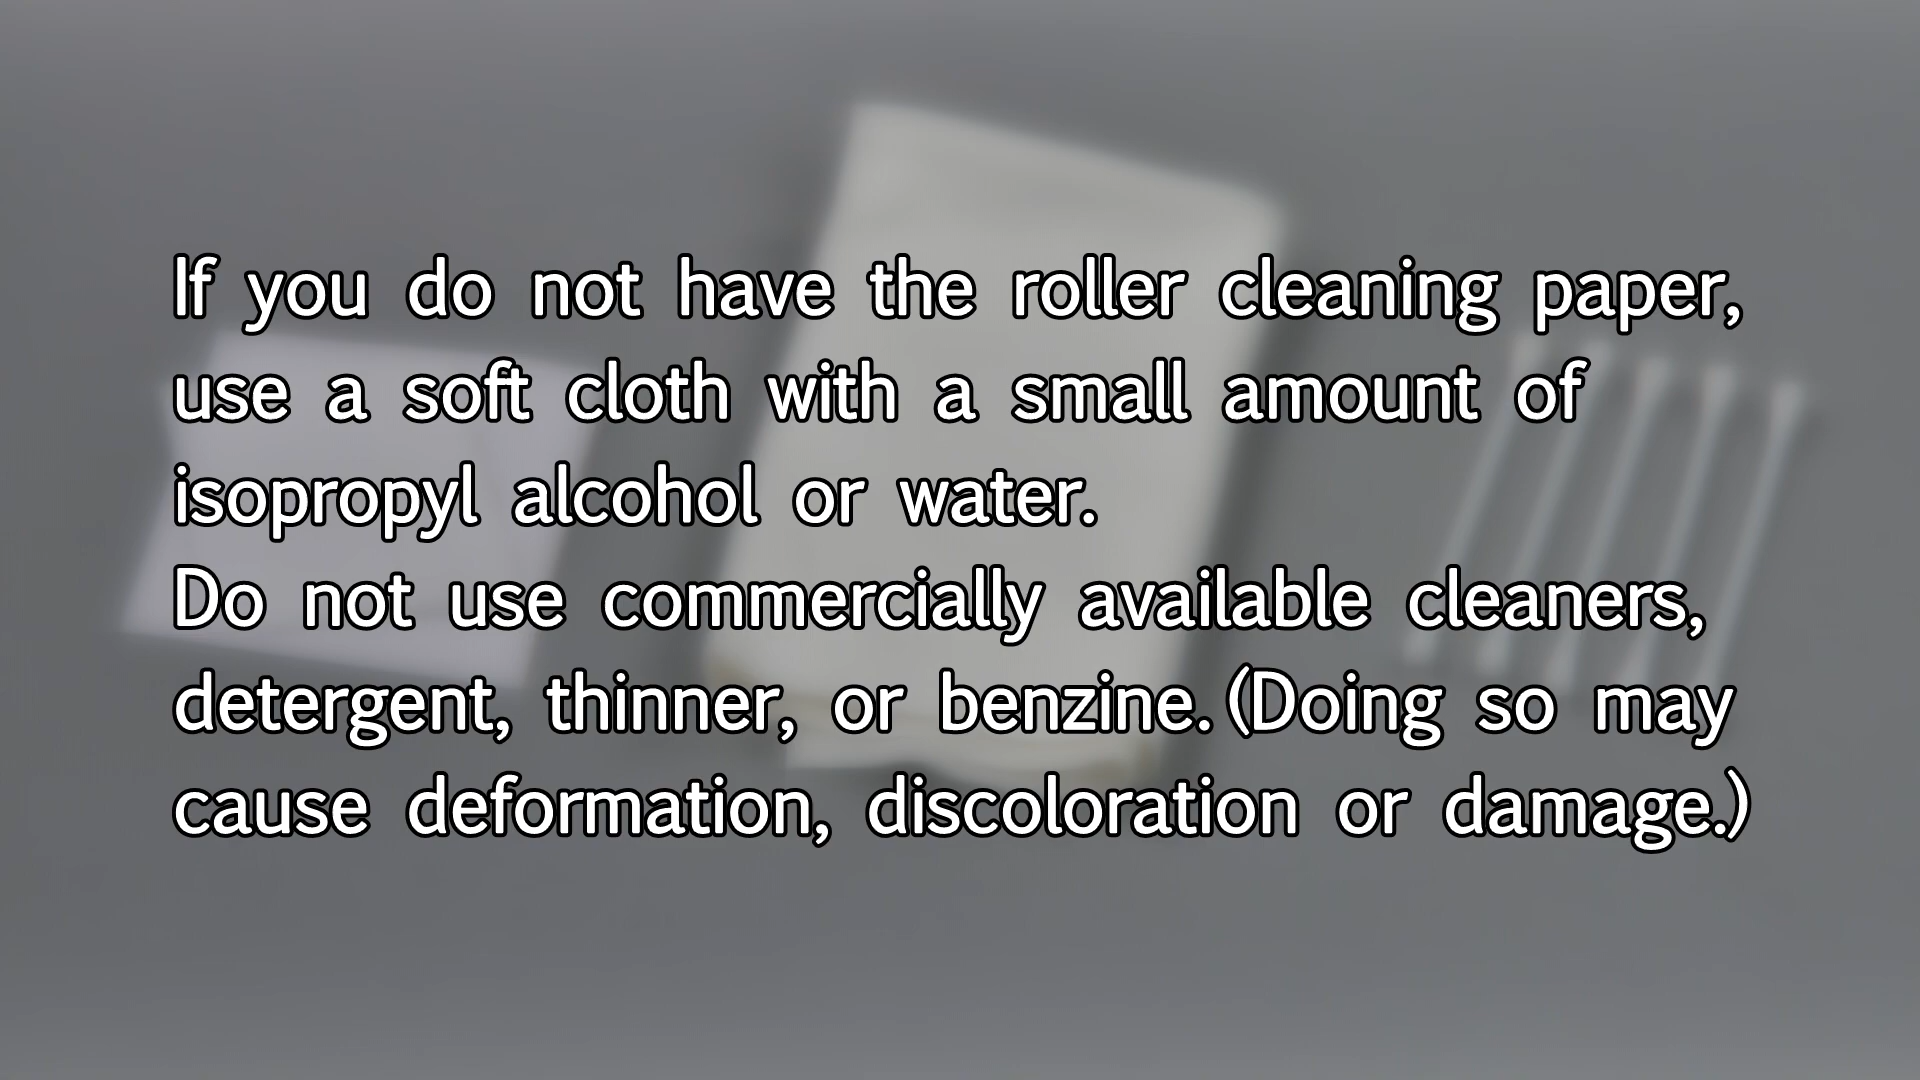 If you do not have the roller cleaning paper,
use a soft cloth with a small amount of
isopropyl alcohol or water.
Do not use commercially available cleaners,
detergent, thinner, or benzine. (Doing so may
cause deformation, discoloration or damage.)